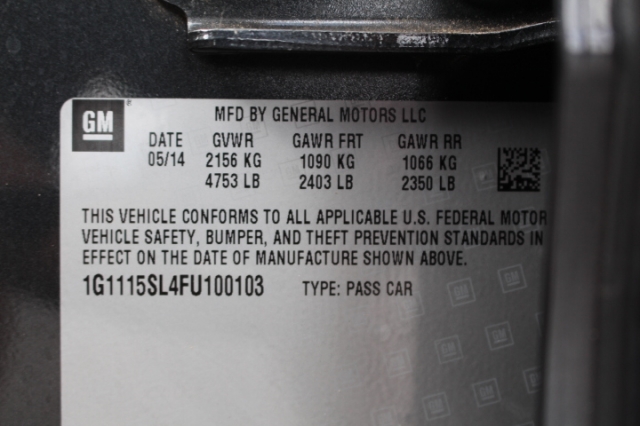 GM
MFD BY GENERAL MOTORS LLC
DATE GVWR GAWR FRT GAWR RR
05/14 2156 KG 1090 KG 1066 KG
4753 LB 2403 LB 2350 LB
THIS VEHICLE CONFORMS TO ALL APPLICABLE U.S. FEDERAL MOTOR
VEHICLE SAFETY, BUMPER, AND THEFT PREVENTION STANDARDS IN
EFFECT ON THE DATE OF MANUFACTURE SHOWN ABOVE.
1G1115SL4FU100103 TYPE: PASS CAR